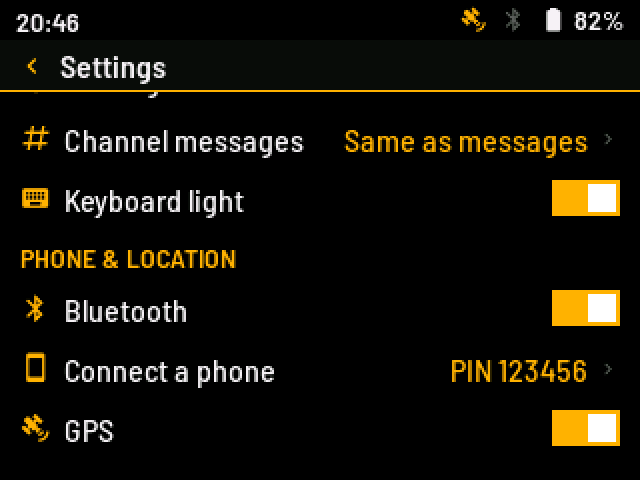 20:46
82%
Settings
Channel messages Same as messages
Keyboard light
PHONE & LOCATION
Bluetooth
Connect a phone PIN 123456
GPS